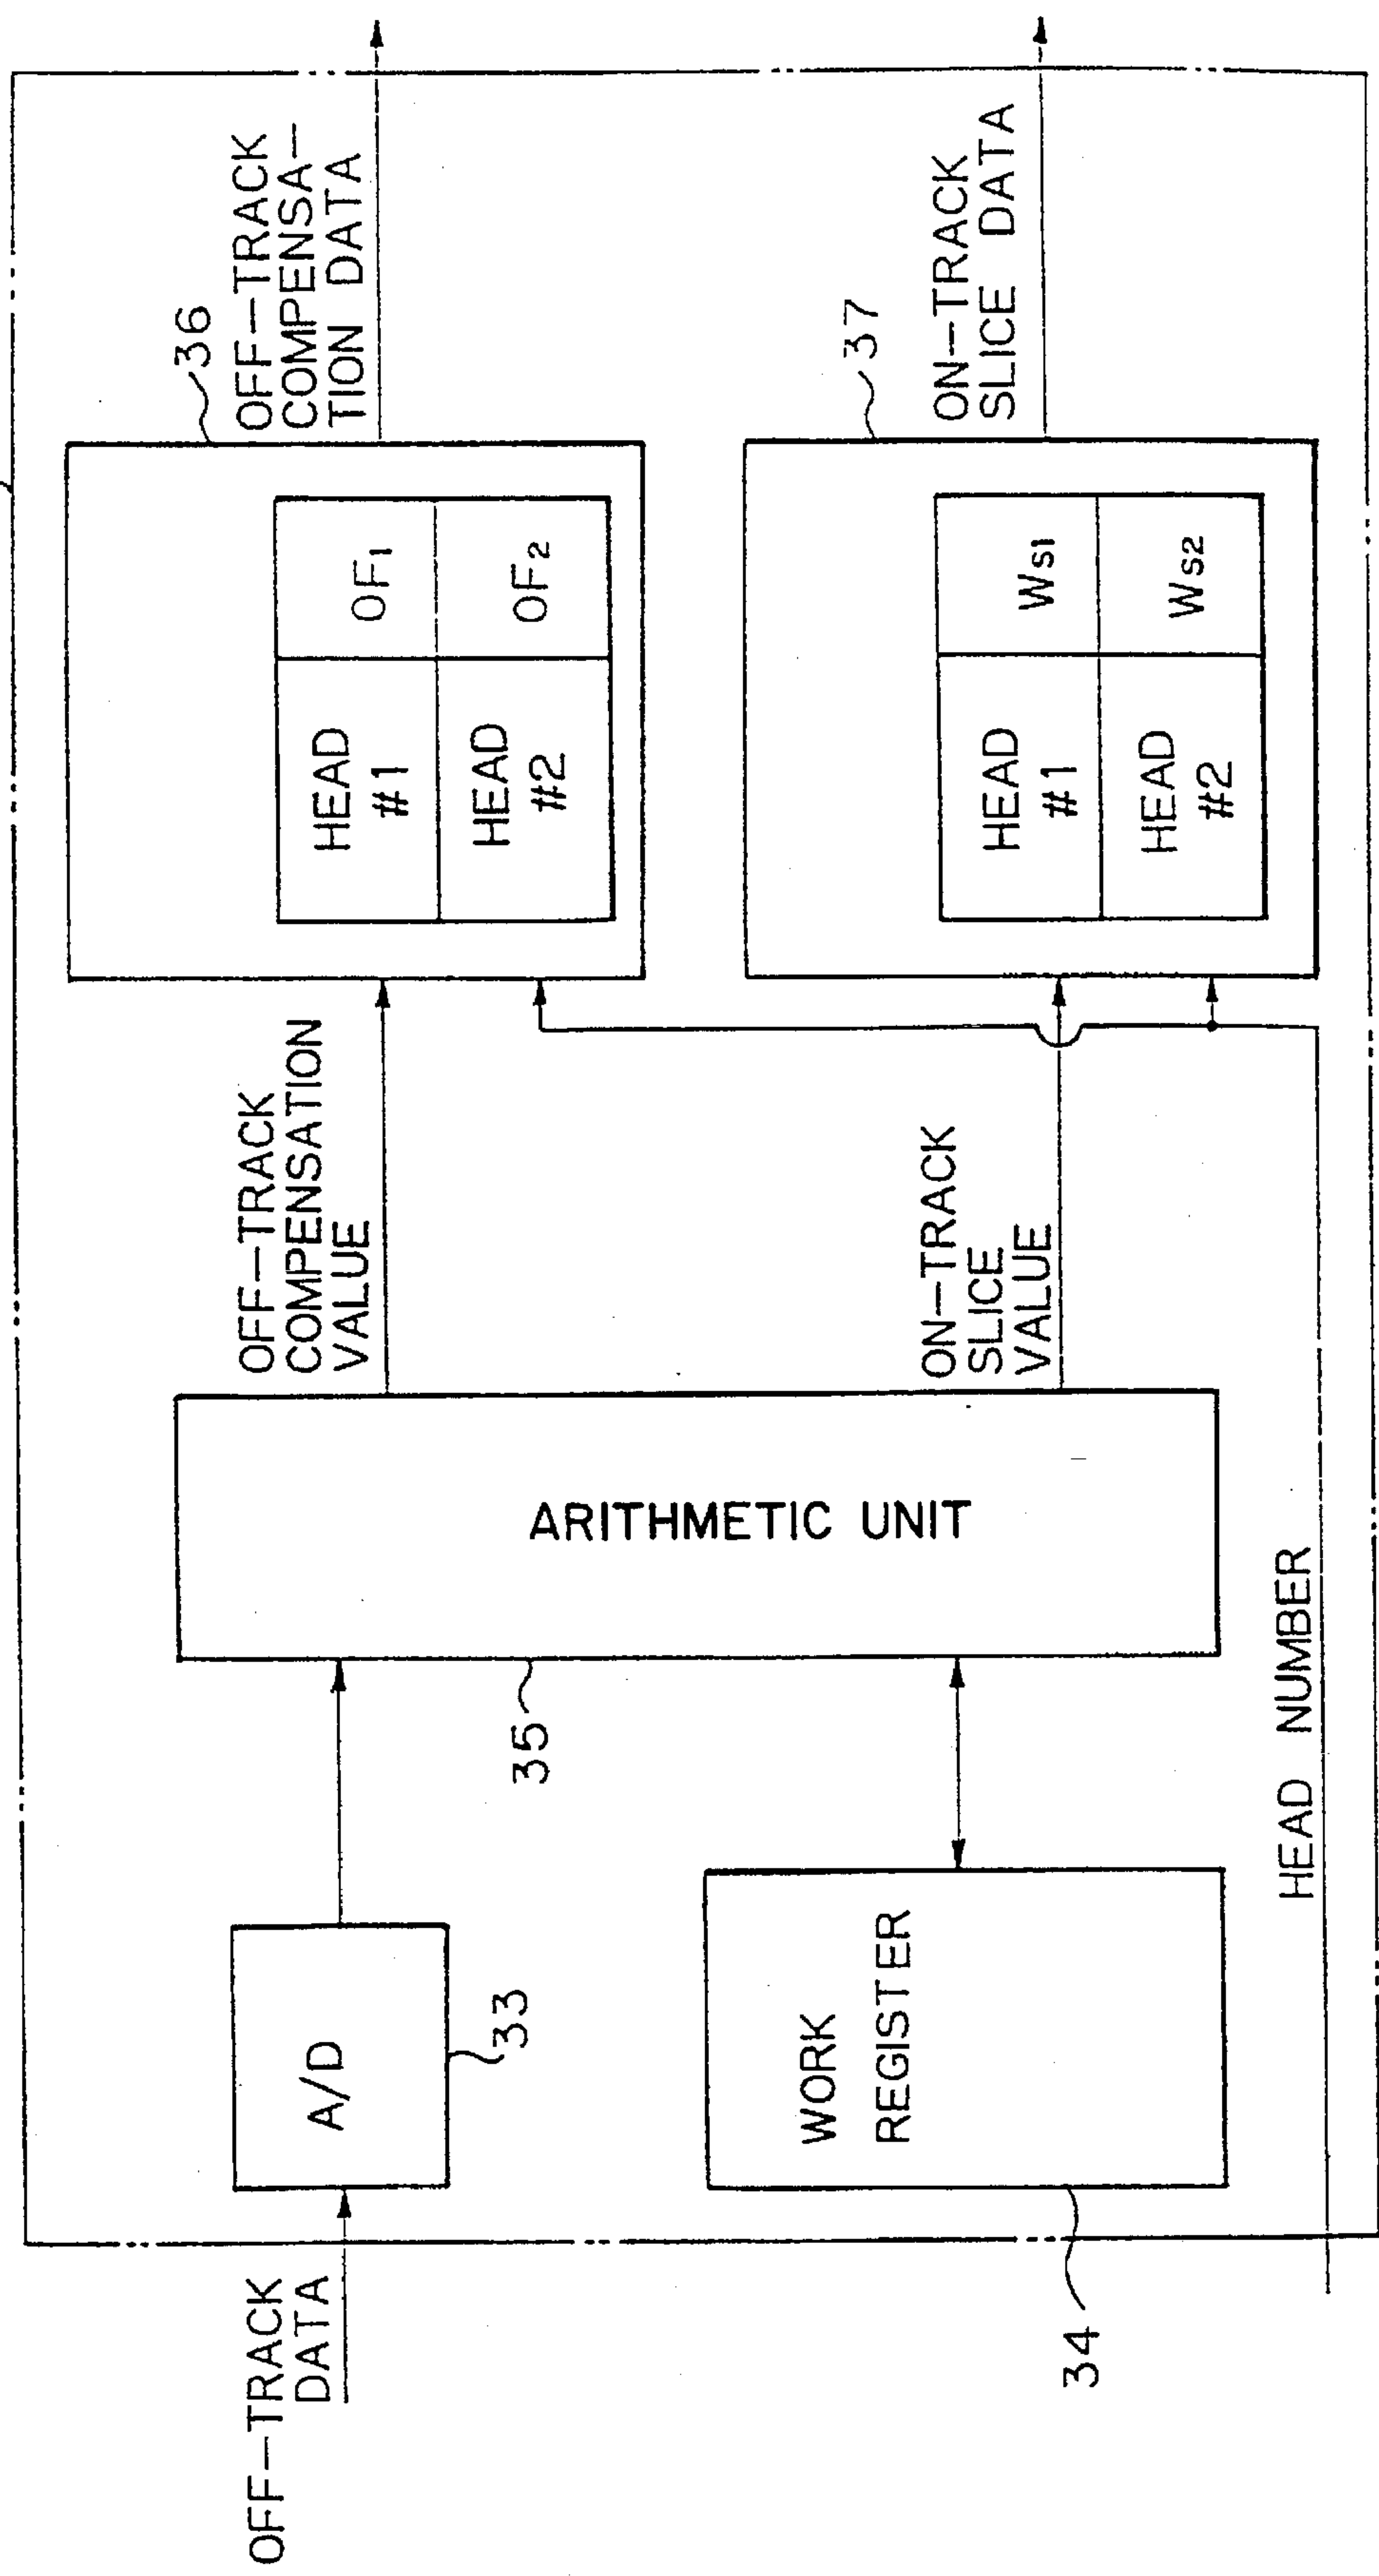 OFF-TRACK
DATA
A/D
33
WORK
REGISTER
34
35
ARITHMETIC UNIT
HEAD NUMBER
OFF-TRACK
COMPENSATION
VALUE
ON-TRACK
SLICE
VALUE
36
HEAD
#1
OF1
HEAD
#2
OF2
37
HEAD
#1
WS1
HEAD
#2
WS2
OFF-TRACK
COMPENSA-
TION DATA
ON-TRACK
SLICE DATA